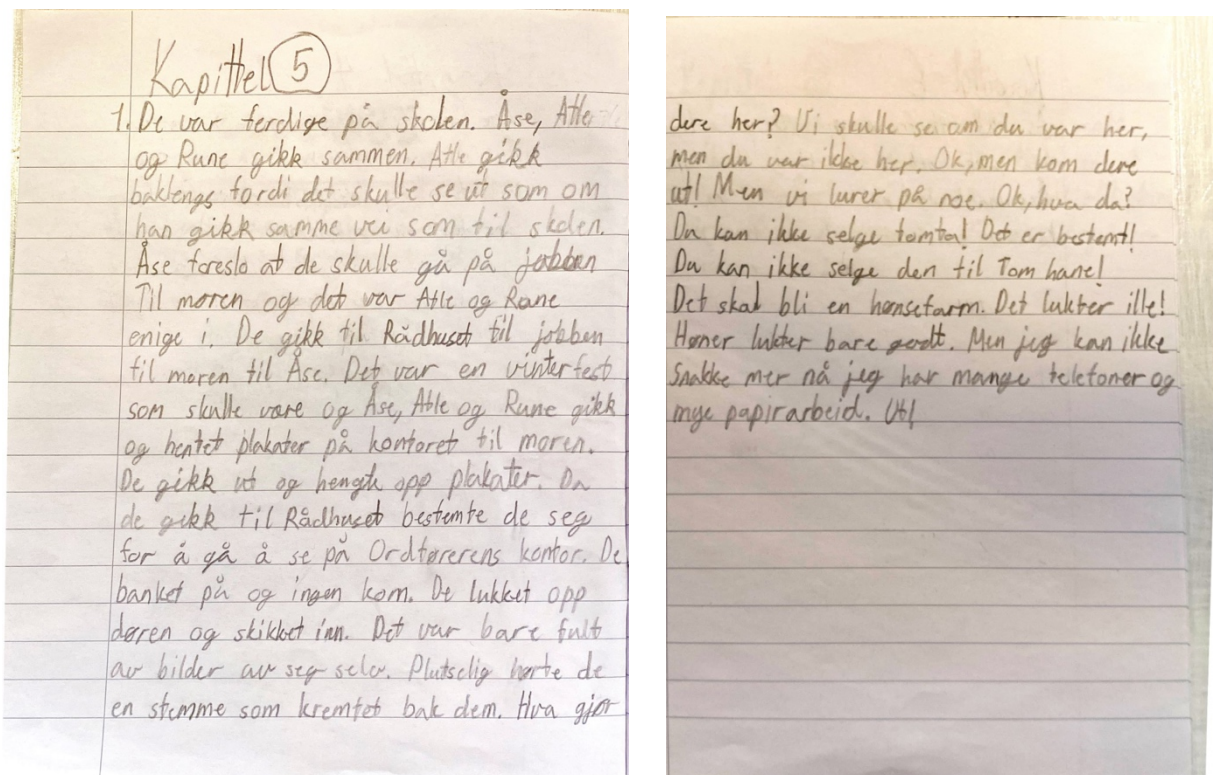 Kapittel 5
1. De var ferdige på skolen. Åse, Atle
og Rune gikk sammen. Atle gikk
baklengs fordi det skulle se ut som om
han gikk samme vei som til skolen.
Åse foreslo at de skulle gå på jobben
Til moren og det var Atle og Rune
enige i. De gikk til Rådhuset til jobben
til moren til Åse. Det var en vinterfest
som skulle være og Åse, Atle og Rune gikk
og hentet plakater på kontoret til moren.
De gikk ut og hengte opp plakater. Da
de gikk til Rådhuset bestemte de seg
for å gå å se på Ordførerens kontor. De
banket på og ingen kom. De lukket opp
døren og skikket inn. Det var bare fult
av bilder av seg selv. Plutselig hørte de
en stemme som kremtet bak dem. Hva gjør
dere her? Vi skulle se om du var her,
men du var ikke her. Ok, men kom dere
ut! Men vi lurer på noe. Ok, hva da?
Du kan ikke selge tomta! Det er bestemt!
Du kan ikke selge den til Tom hane!
Det skal bli en hønsefarm. Det lukter ille!
Høner lukter bare godt. Men jeg kan ikke
Snakke mer nå jeg har mange telefoner og
mye papirarbeid. Ut!